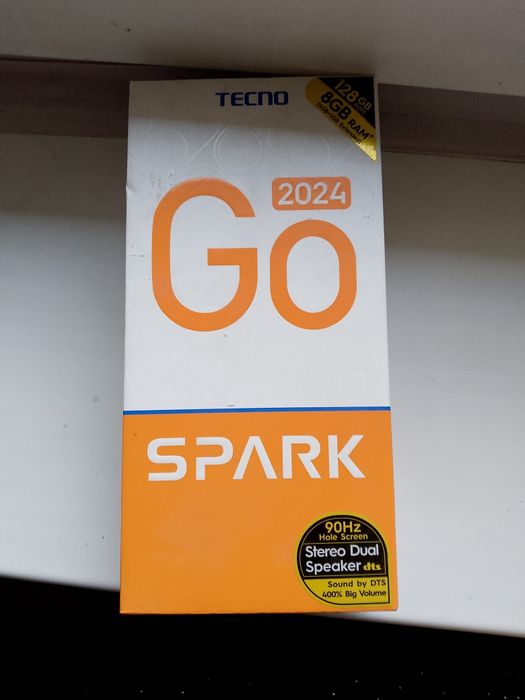 TECNO
128GB
8GB RAM*
2024
Go
SPARK
90Hz
Hole Screen
Stereo Dual
Speaker dts
Sound by DTS
400% Big Volume